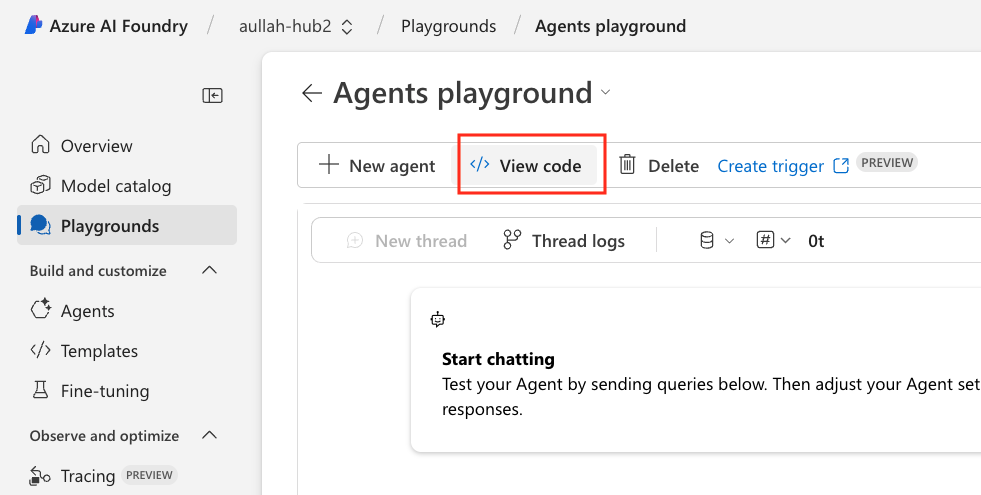 Azure AI Foundry / aullah-hub2 / Playgrounds / Agents playground
Agents playground
Overview
Model catalog
Playgrounds
Build and customize
Agents
Templates
Fine-tuning
Observe and optimize
Tracing PREVIEW
New agent </> View code Delete Create trigger PREVIEW
New thread Thread logs # 0t
Start chatting
Test your Agent by sending queries below. Then adjust your Agent set
responses.